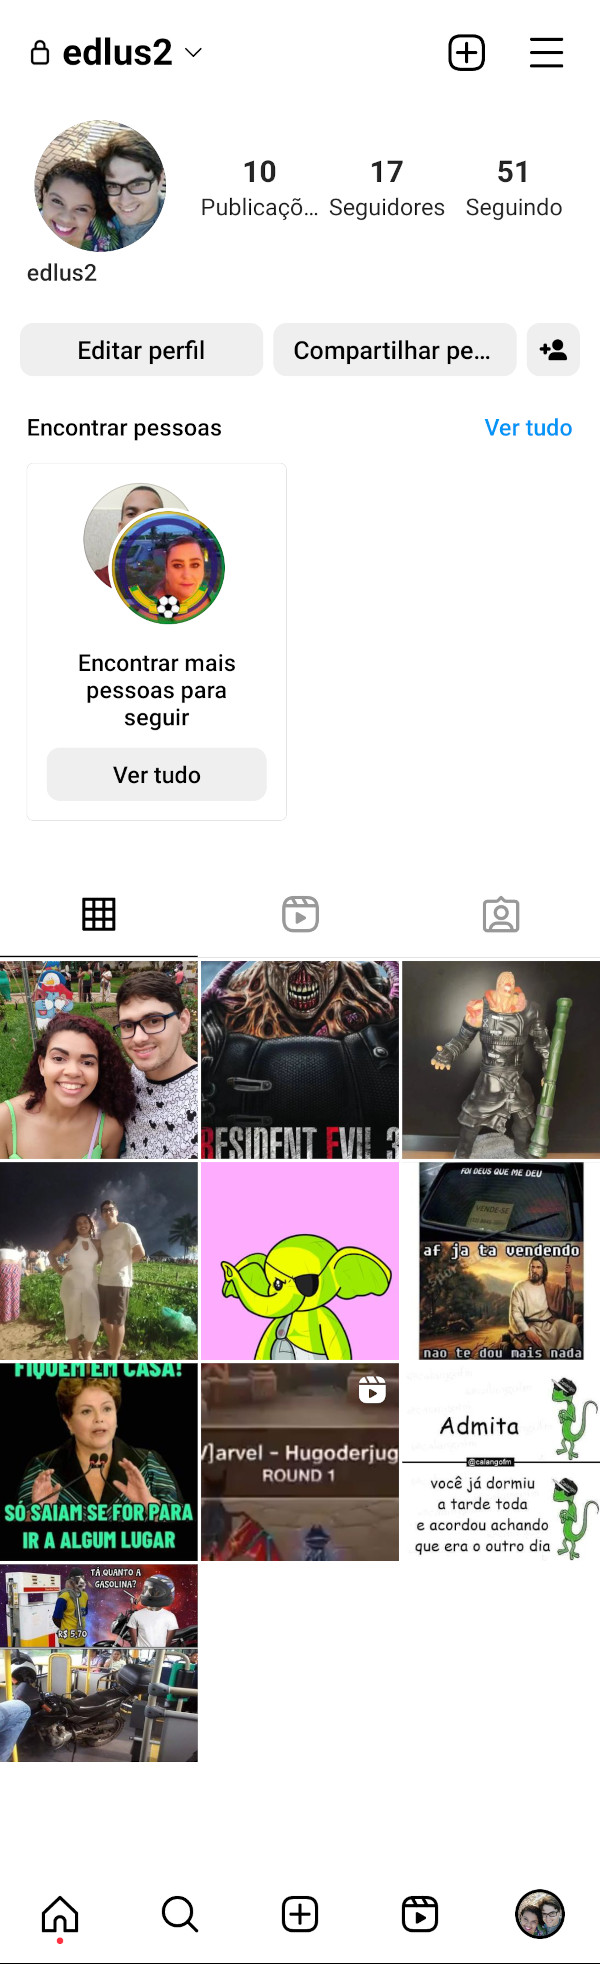 edlus2
10
17
51
Publicaçõ...
Seguidores
Seguindo
edlus2
Editar perfil
Compartilhar pe...
Encontrar pessoas
Ver tudo
Encontrar mais
pessoas para
seguir
Ver tudo
RESIDENT EVIL 3
FOI DEUS QUE ME DEU
VENDE-SE
af ja ta vendendo
nao te dou mais nada
FIQUEM EM CASA!
SÓ SAIAM SE FOR PARA
IR A ALGUM LUGAR
arvel - Hugoderjug
ROUND 1
Admita
@calangofm
você já dormiu
a tarde toda
e acordou achando
que era o outro dia
TÁ QUANTO A
GASOLINA?
R$ 5,70